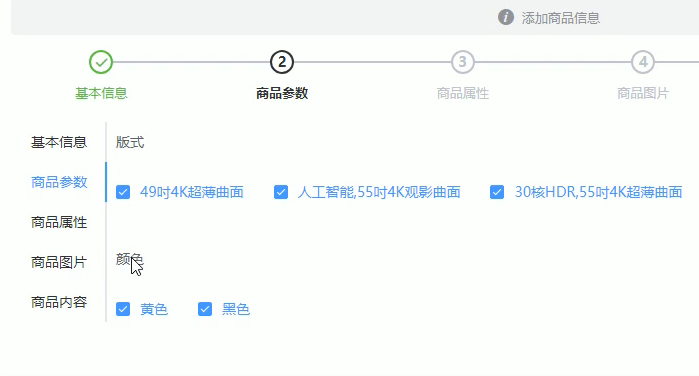 添加商品信息
2 3 4
基本信息 商品参数 商品属性 商品图片
基本信息 版式
商品参数 49吋4K超薄曲面 人工智能,55吋4K观影曲面 30核HDR,55吋4K超薄曲面
商品属性
商品图片 颜色
商品内容 黄色 黑色